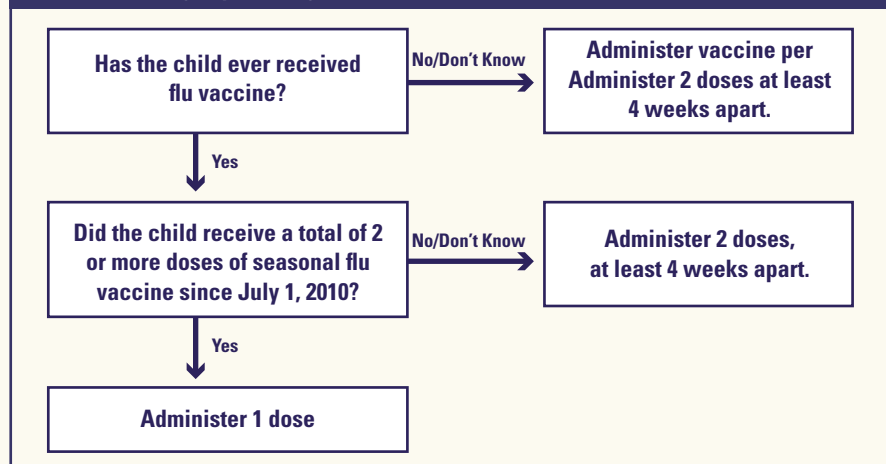 Has the child ever received
flu vaccine?
No/Don't Know
Administer vaccine per
Administer 2 doses at least
4 weeks apart.
Yes
Did the child receive a total of 2
or more doses of seasonal flu
vaccine since July 1, 2010?
No/Don't Know
Administer 2 doses,
at least 4 weeks apart.
Yes
Administer 1 dose